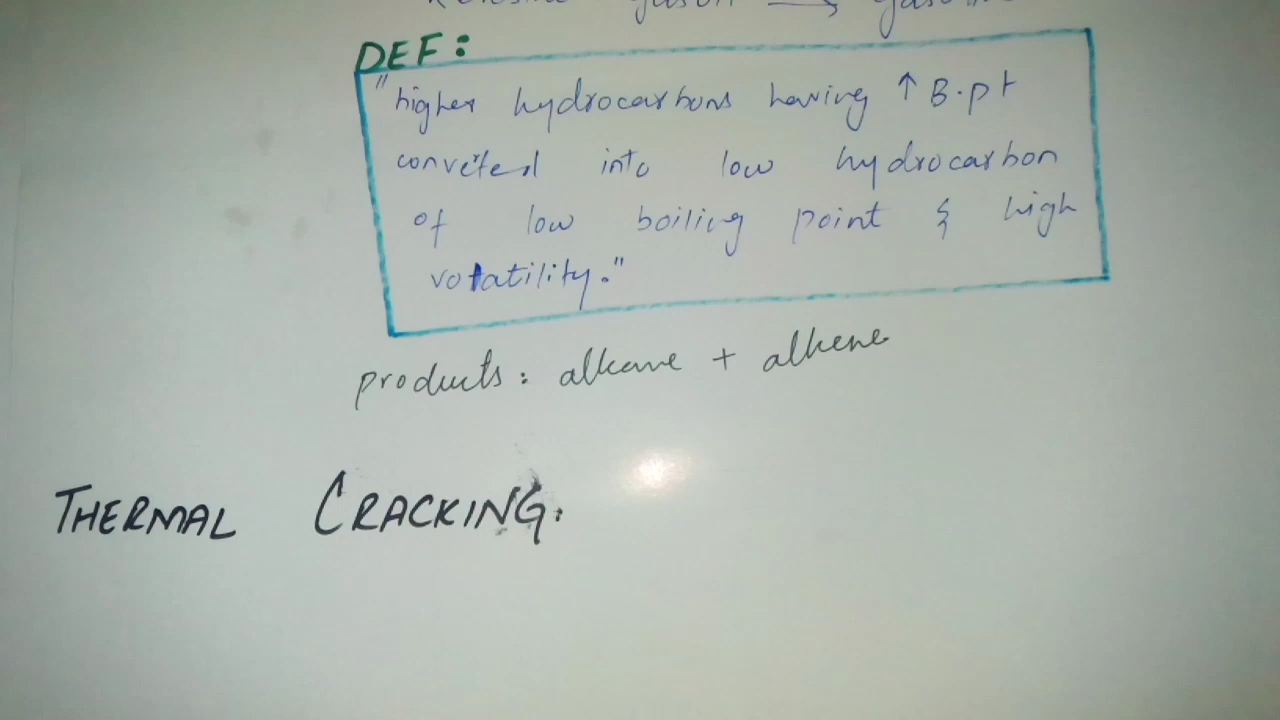 DEF:
"higher hydrocarbons having ↑ B.pt
converted into low hydrocarbon
of low boiling point & high
volatility."
products: alkane + alkene
THERMAL CRACKING.